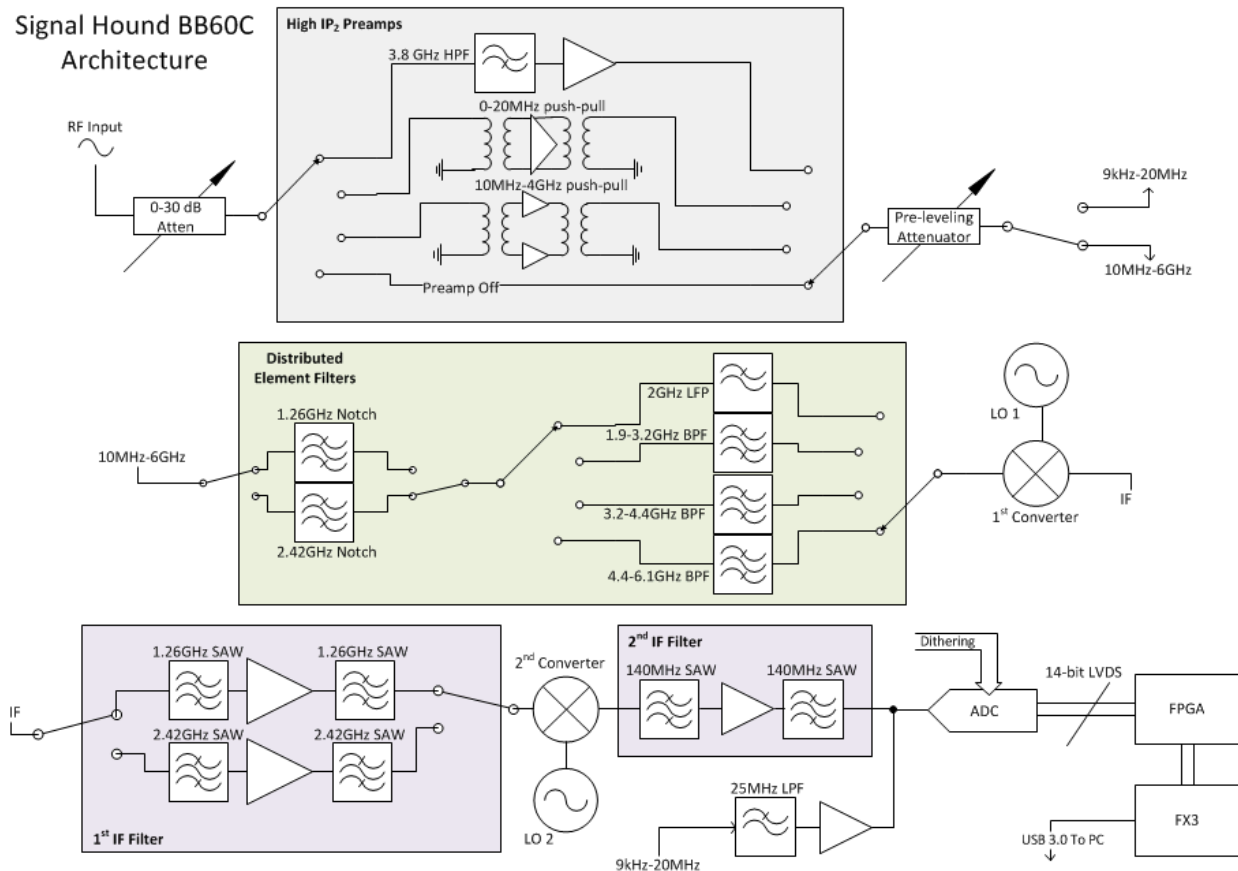 Signal Hound BB60C
Architecture
High IP2 Preamps
3.8 GHz HPF
0-20MHz push-pull
RF Input
10MHz-4GHz push-pull
9kHz-20MHz
0-30 dB
Atten
Pre-leveling
Attenuator
10MHz-6GHz
Preamp Off
Distributed
Element Filters
2GHz LFP
LO 1
1.26GHz Notch
1.9-3.2GHz BPF
10MHz-6GHz
IF
3.2-4.4GHz BPF
1st Converter
2.42GHz Notch
4.4-6.1GHz BPF
2nd IF Filter
Dithering
1.26GHz SAW
1.26GHz SAW
2nd Converter
140MHz SAW
140MHz SAW
14-bit LVDS
IF
ADC
FPGA
2.42GHz SAW
2.42GHz SAW
25MHz LPF
FX3
1st IF Filter
LO 2
USB 3.0 To PC
9kHz-20MHz